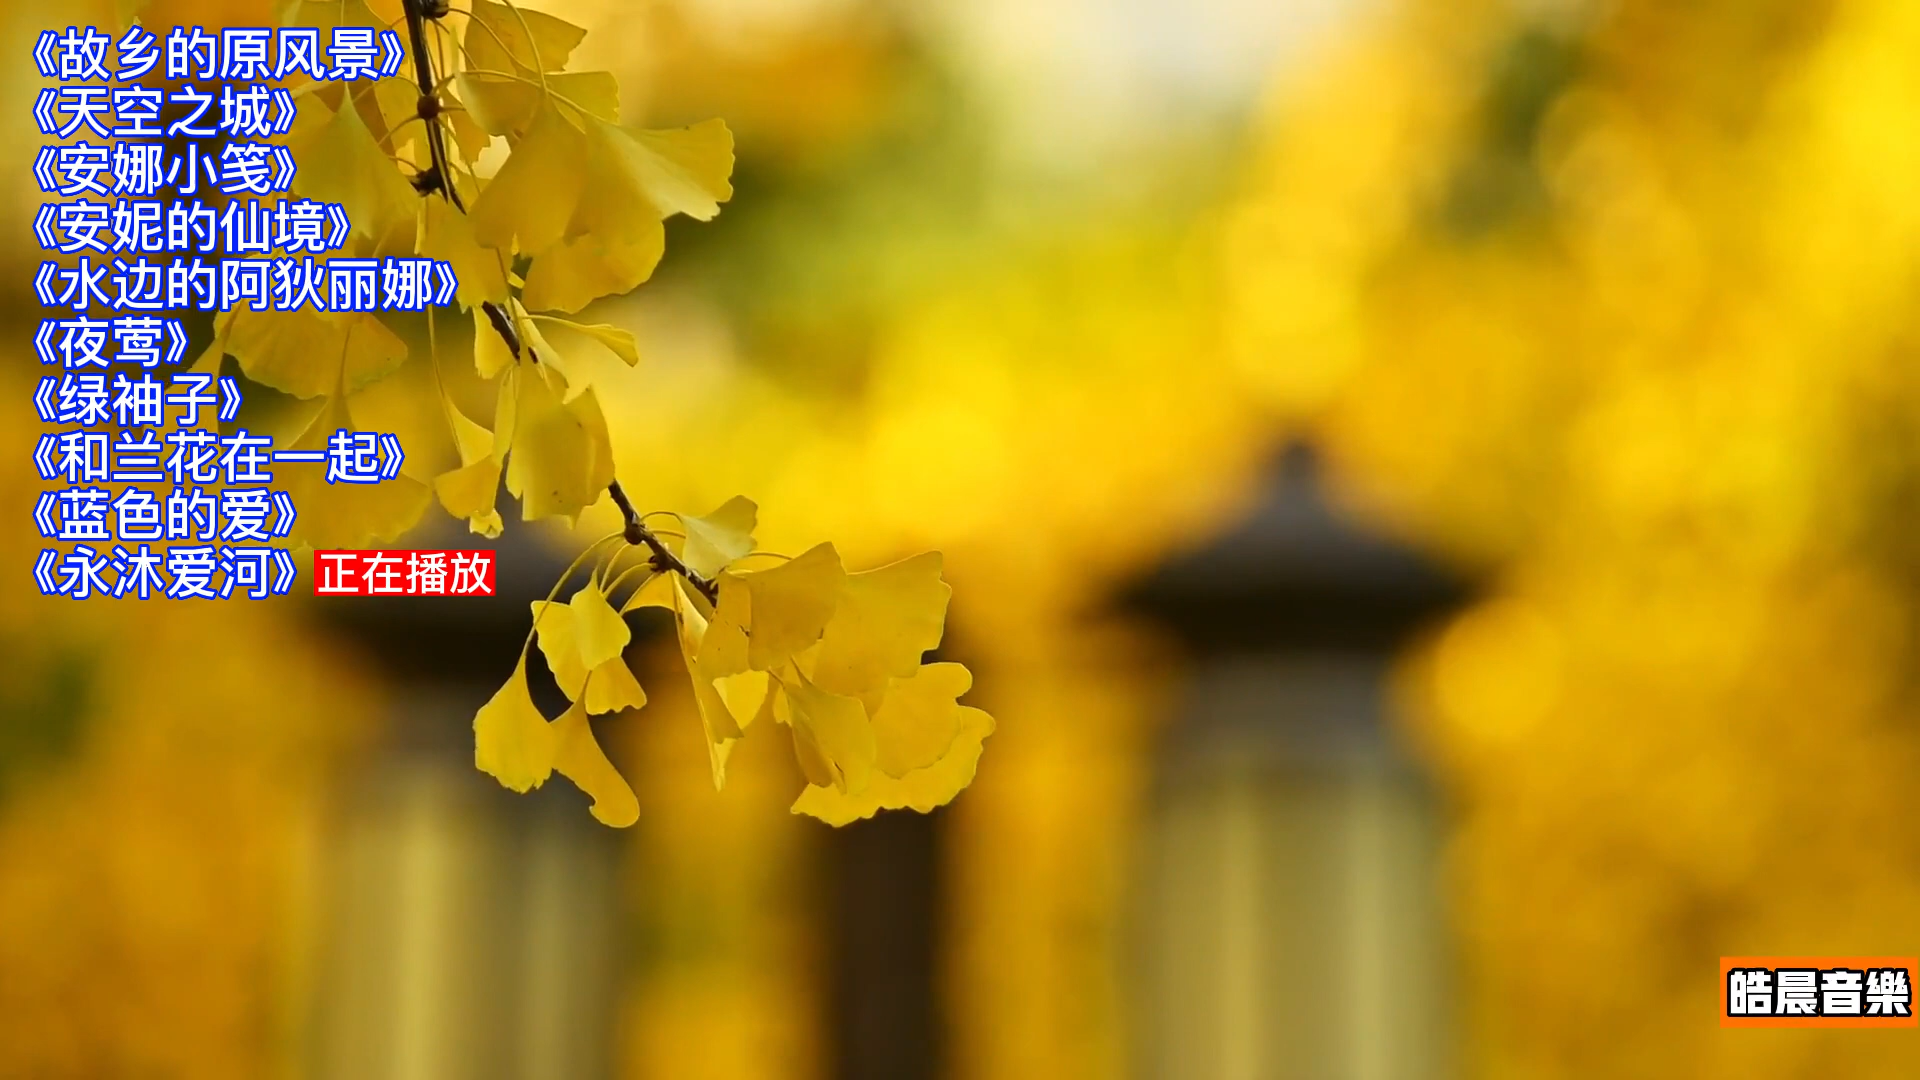 《故乡的原风景》
《天空之城》
《安娜小笺》
《安妮的仙境》
《水边的阿狄丽娜》
《夜莺》
《绿袖子》
《和兰花在一起》
《蓝色的爱》
《永沐爱河》 正在播放
皓晨音樂